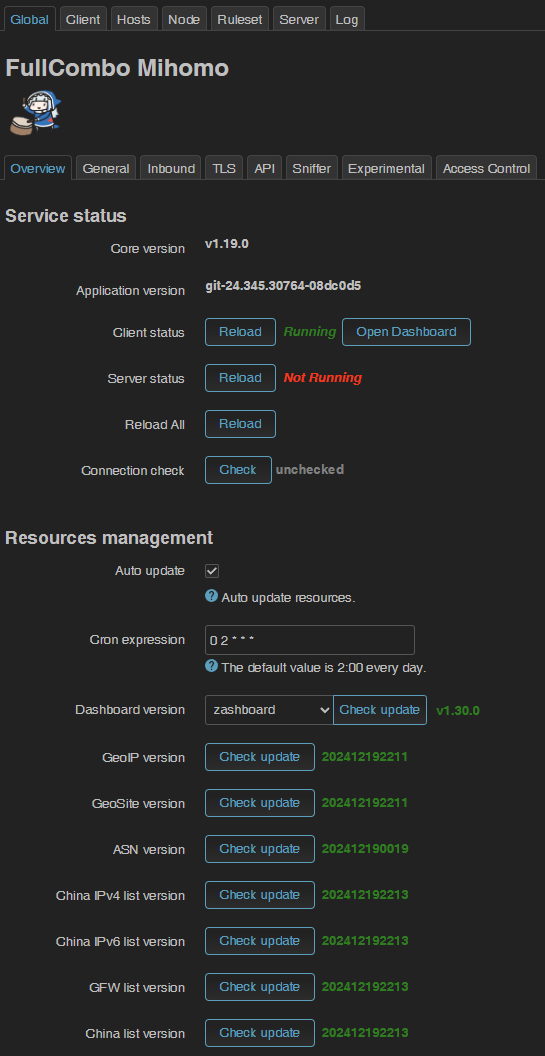 Global Client Hosts Node Ruleset Server Log
FullCombo Mihomo
Overview General Inbound TLS API Sniffer Experimental Access Control
Service status
Core version v1.19.0
Application version git-24.345.30764-08dc0d5
Client status Reload Running Open Dashboard
Server status Reload Not Running
Reload All Reload
Connection check Check unchecked
Resources management
Auto update
Auto update resources.
Cron expression 0 2 * * *
The default value is 2:00 every day.
Dashboard version zashboard Check update v1.30.0
GeoIP version Check update 202412192211
GeoSite version Check update 202412192211
ASN version Check update 202412190019
China IPv4 list version Check update 202412192213
China IPv6 list version Check update 202412192213
GFW list version Check update 202412192213
China list version Check update 202412192213